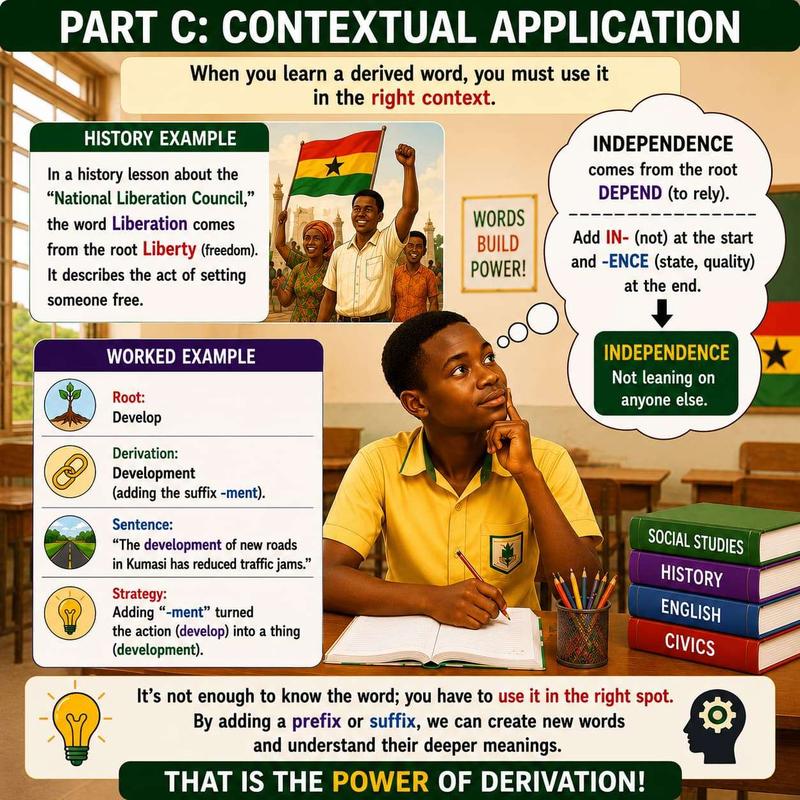 PART C: CONTEXTUAL APPLICATION
When you learn a derived word, you must use it
in the right context.
HISTORY EXAMPLE
In a history lesson about the
“National Liberation Council,”
the word Liberation comes
from the root Liberty (freedom).
It describes the act of setting
someone free.
WORDS
BUILD
POWER!
INDEPENDENCE
comes from the root
DEPEND (to rely).
Add IN- (not) at the start
and -ENCE (state, quality)
at the end.
INDEPENDENCE
Not leaning on
anyone else.
WORKED EXAMPLE
Root:
Develop
Derivation:
Development
(adding the suffix -ment).
Sentence:
“The development of new roads
in Kumasi has reduced traffic jams.”
Strategy:
Adding “-ment” turned
the action (develop) into a thing
(development).
SOCIAL STUDIES
HISTORY
ENGLISH
CIVICS
It’s not enough to know the word; you have to use it in the right spot.
By adding a prefix or suffix, we can create new words
and understand their deeper meanings.
THAT IS THE POWER OF DERIVATION!